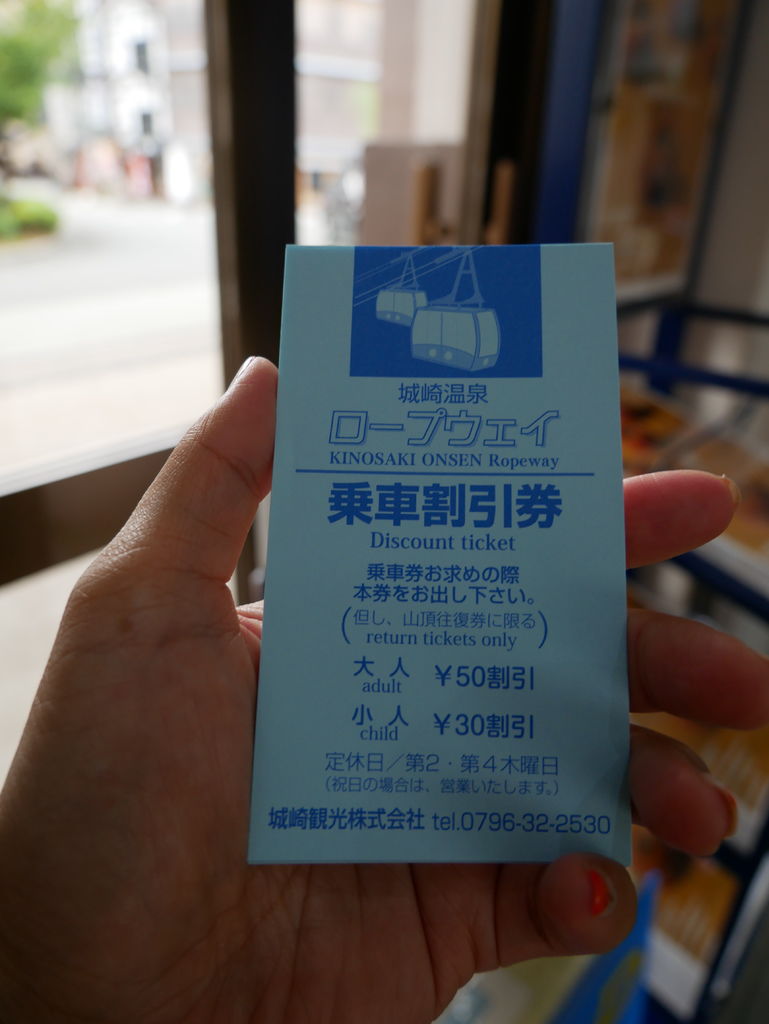 城崎温泉
ロープウェイ
KINOSAKI ONSEN Ropeway
乗車割引券
Discount ticket
乗車券お求めの際
本券をお出し下さい。
(但し、山頂往復券に限る
return tickets only)
大人 ¥50割引
adult
小人 ¥30割引
child
定休日／第2・第4木曜日
(祝日の場合は、営業いたします。)
城崎観光株式会社 tel.0796-32-2530